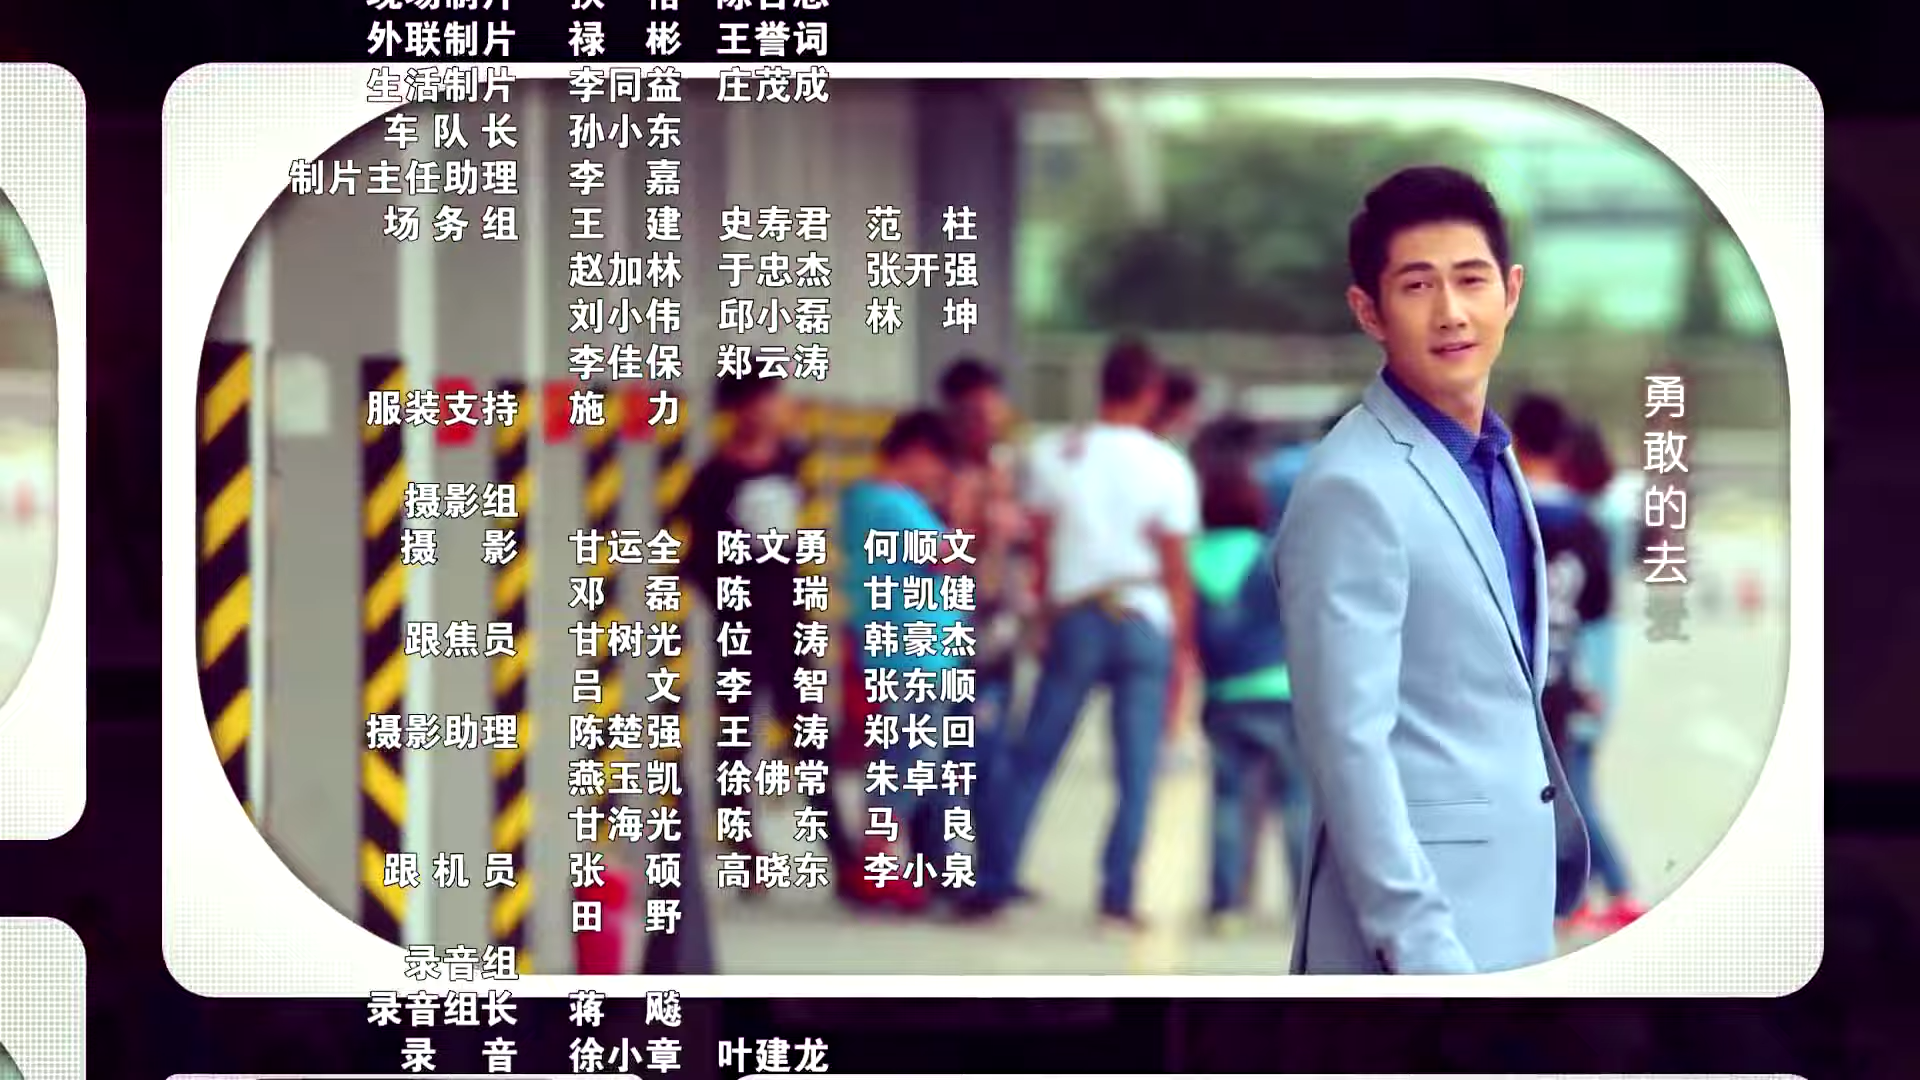 外联制片 禄彬 王誉词
生活制片 李同益 庄茂成
车队长 孙小东
制片主任助理 李嘉
场务组 王建 史寿君 范柱
赵加林 于忠杰 张开强
刘小伟 邱小磊 林坤
李佳保 郑云涛
服装支持 施力
摄影组
摄影 甘运全 陈文勇 何顺文
邓磊 陈瑞 甘凯健
跟焦员 甘树光 位涛 韩豪杰
吕文 李智 张东顺
摄影助理 陈楚强 王涛 郑长回
燕玉凯 徐佛常 朱卓轩
甘海光 陈东 马良
跟机员 张硕 高晓东 李小泉
田野
录音组
录音组长 蒋飚
录音 徐小章 叶建龙
勇敢的去爱